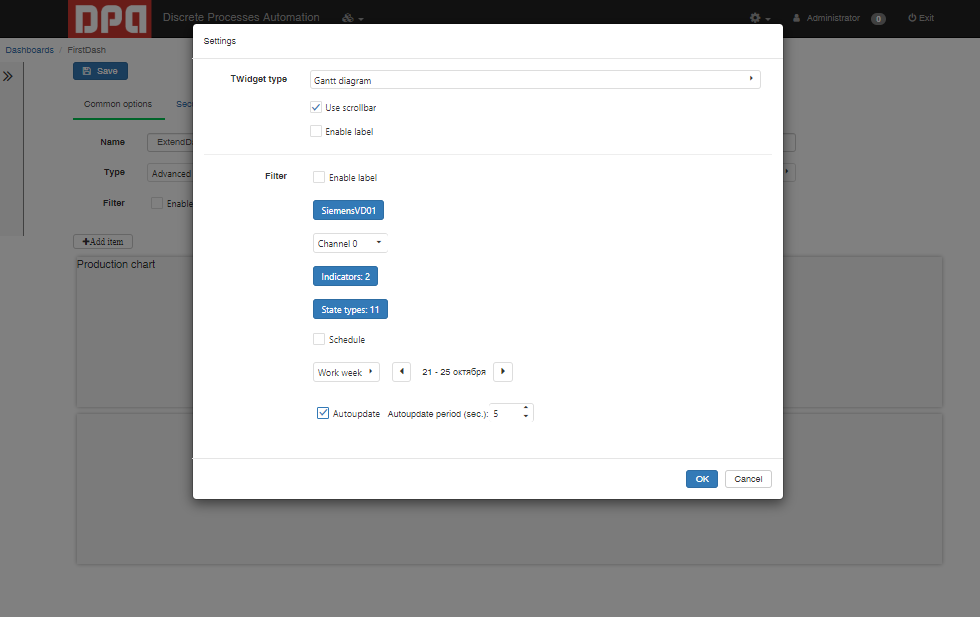 DPA Discrete Processes Automation Administrator 0 Exit
Settings
Dashboards / FirstDash
Save
TWidget type Gantt diagram
Common options
Use scrollbar
Enable label
Name
Type Advanced
Filter Enable label
Filter Enable
SiemensVD01
+Add item
Channel 0
Production chart
Indicators: 2
State types: 11
Schedule
Work week 21 - 25 октября
Autoupdate Autoupdate period (sec.): 5
OK Cancel